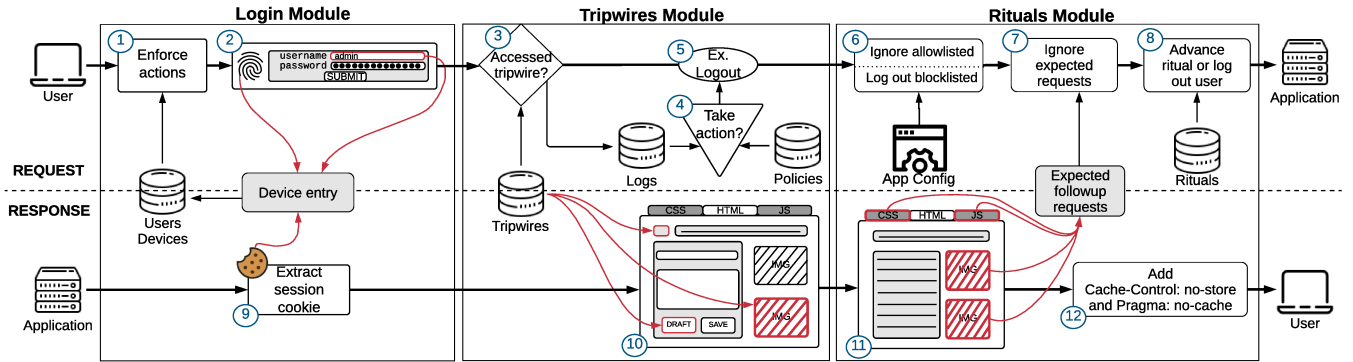 Login Module
Tripwires Module
Rituals Module
1
Enforce
actions
2
username
admin
password
●●●●●●●●●●●●●●
SUBMIT
3
Accessed
tripwire?
5
Ex.
Logout
4
Take
action?
6
Ignore allowlisted
Log out blocklisted
7
Ignore
expected
requests
8
Advance
ritual or log
out user
User
Application
Logs
Policies
App Config
Rituals
REQUEST
RESPONSE
Device entry
Users
Devices
Tripwires
Expected
followup
requests
CSS
HTML
JS
IMG
IMG
DRAFT
SAVE
10
CSS
HTML
JS
IMG
IMG
11
Extract
session
cookie
9
Application
Add
Cache-Control: no-store
and Pragma: no-cache
12
User